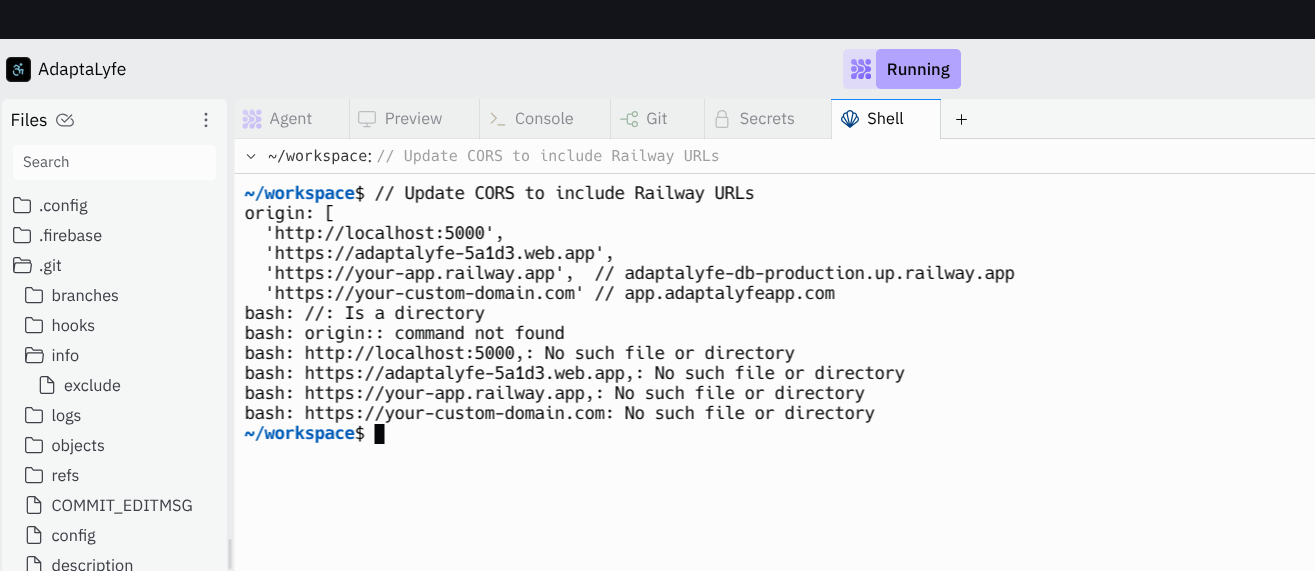 AdaptaLyfe
Running
Files
Agent
Preview
Console
Git
Secrets
Shell
Search
~/workspace: // Update CORS to include Railway URLs
.config
.firebase
.git
branches
hooks
info
exclude
logs
objects
refs
COMMIT_EDITMSG
config
description
~/workspace$ // Update CORS to include Railway URLs
origin: [
  'http://localhost:5000',
  'https://adaptalyfe-5a1d3.web.app',
  'https://your-app.railway.app',  // adaptalyfe-db-production.up.railway.app
  'https://your-custom-domain.com' // app.adaptalyfeapp.com
bash: //: Is a directory
bash: origin:: command not found
bash: http://localhost:5000,: No such file or directory
bash: https://adaptalyfe-5a1d3.web.app,: No such file or directory
bash: https://your-app.railway.app,: No such file or directory
bash: https://your-custom-domain.com: No such file or directory
~/workspace$